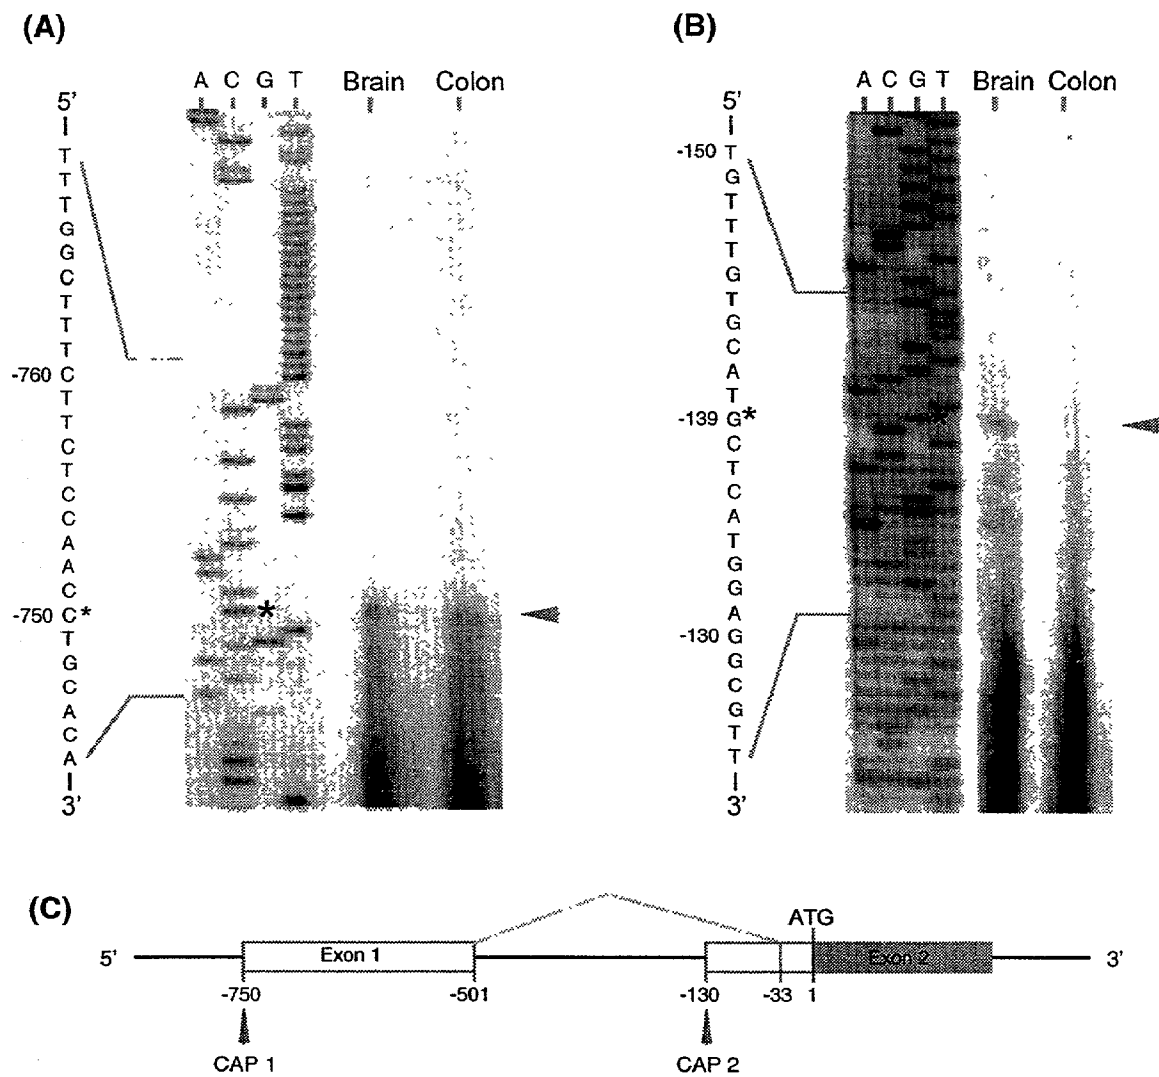 (A)
A C G T Brain Colon
5'
T
T
T
G
G
C
T
T
T
-760 C
T
T
C
T
C
C
A
A
C
-750 C* *
T
G
C
A
C
A
3'
(B)
A C G T Brain Colon
5'
-150 T
G
T
T
T
G
T
G
C
A
T
-139 G* *
C
T
C
A
T
G
G
A
-130 G
G
C
G
T
T
3'
(C)
ATG
5' Exon 1 Exon 2 3'
-750 -501 -130 -33 1
CAP 1 CAP 2